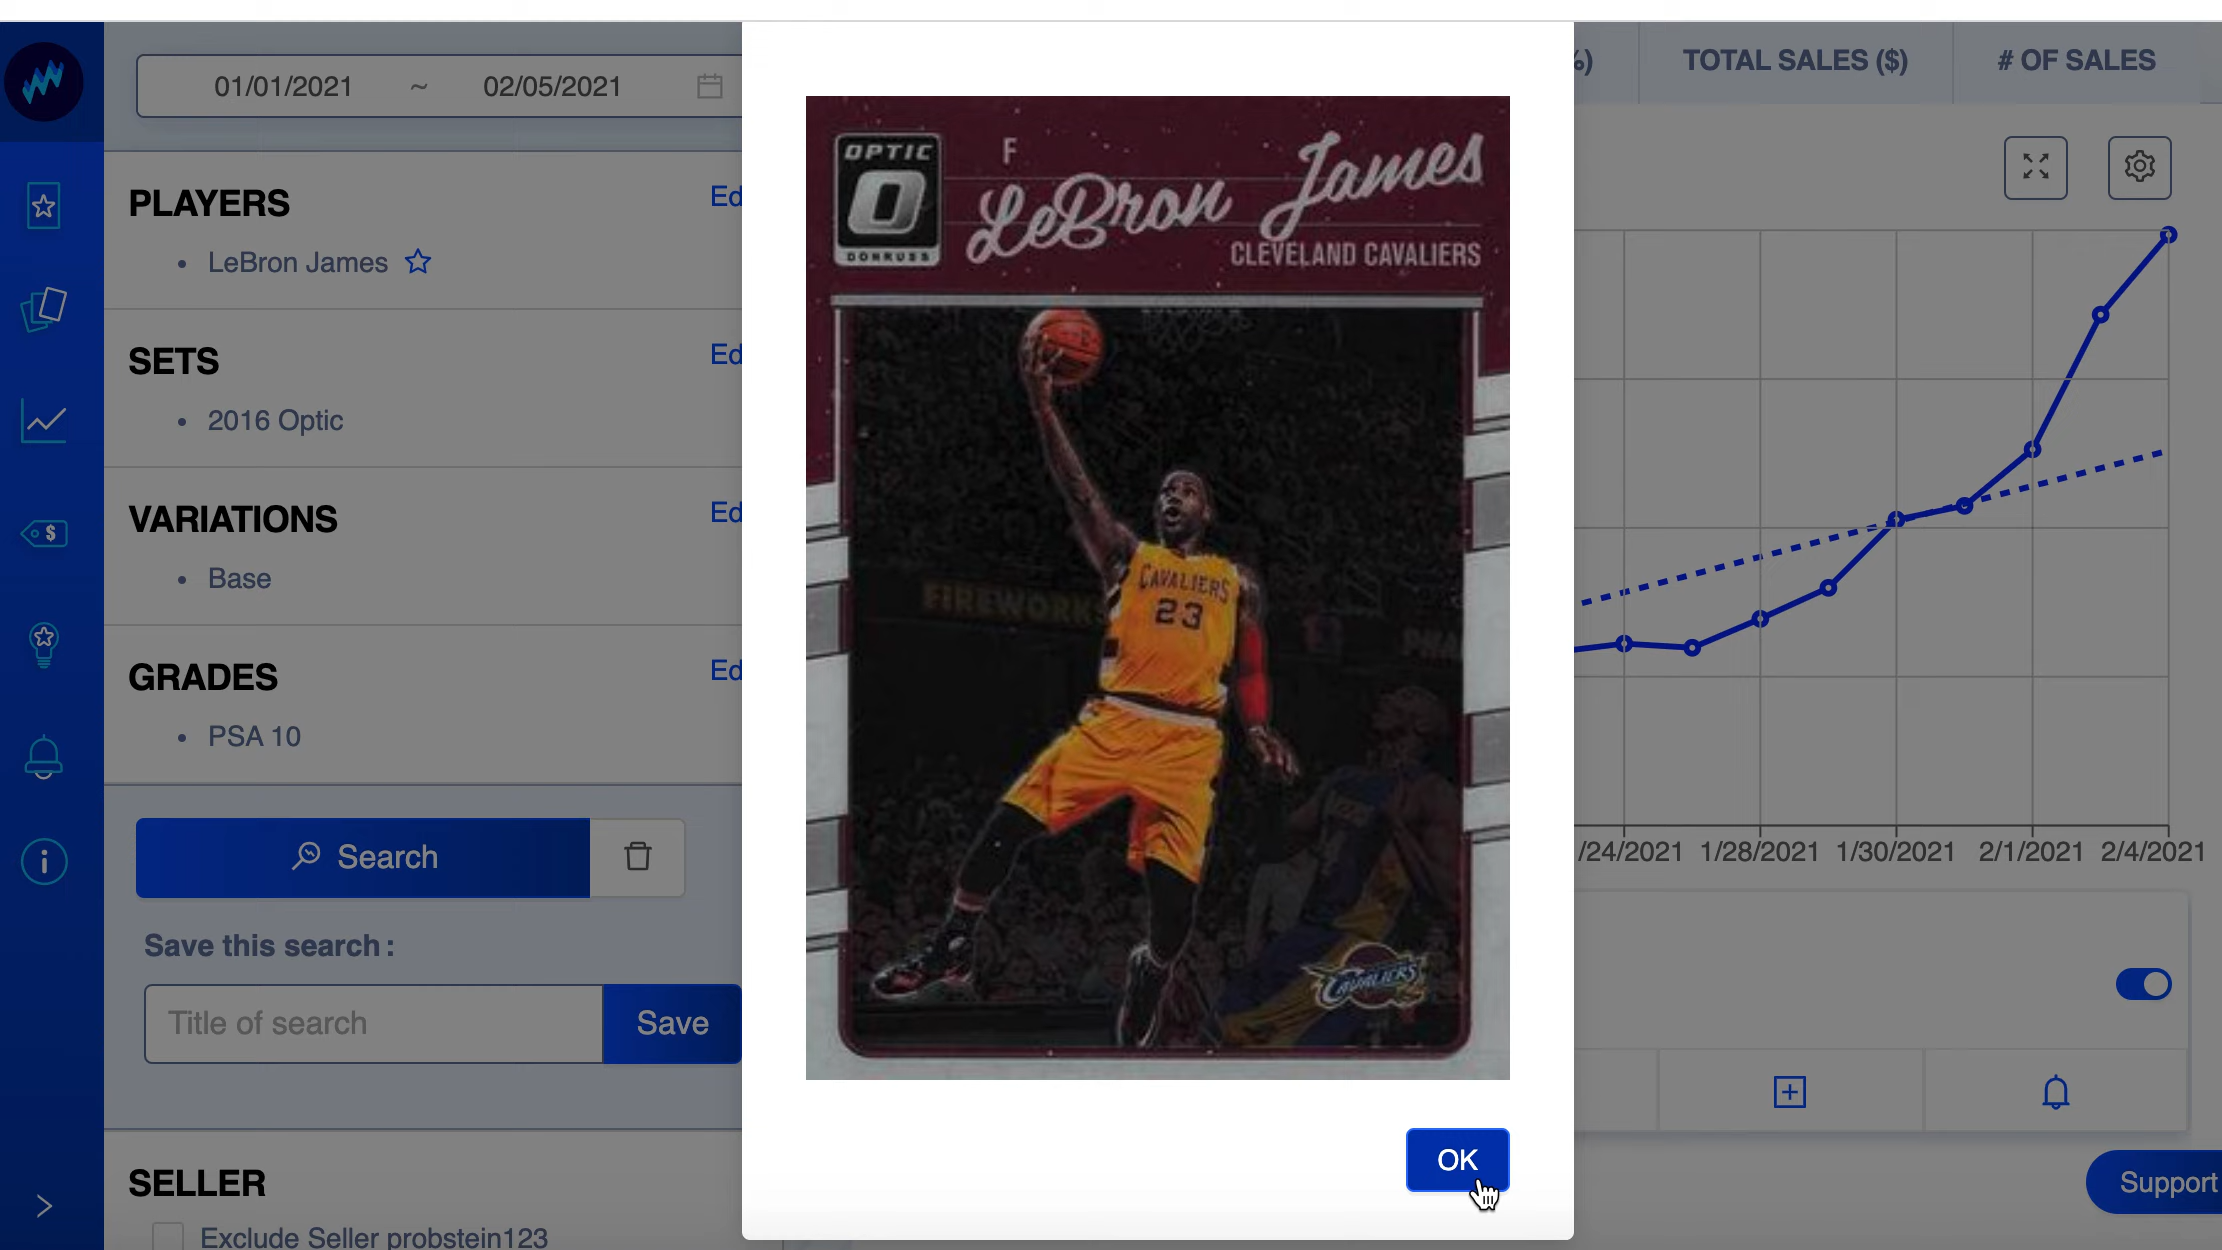 01/01/2021 ~ 02/05/2021
PLAYERS Ed
LeBron James
SETS Ed
2016 Optic
VARIATIONS Ed
Base
GRADES Ed
PSA 10
Search
Save this search:
Title of search Save
SELLER
Exclude Seller probstein123
OPTIC
DONRUSS
F
LeBron James
CLEVELAND CAVALIERS
FIREWORK
CAVALIERS
23
CAVALIERS
OK
%) TOTAL SALES ($) # OF SALES
/24/2021 1/28/2021 1/30/2021 2/1/2021 2/4/2021
Support